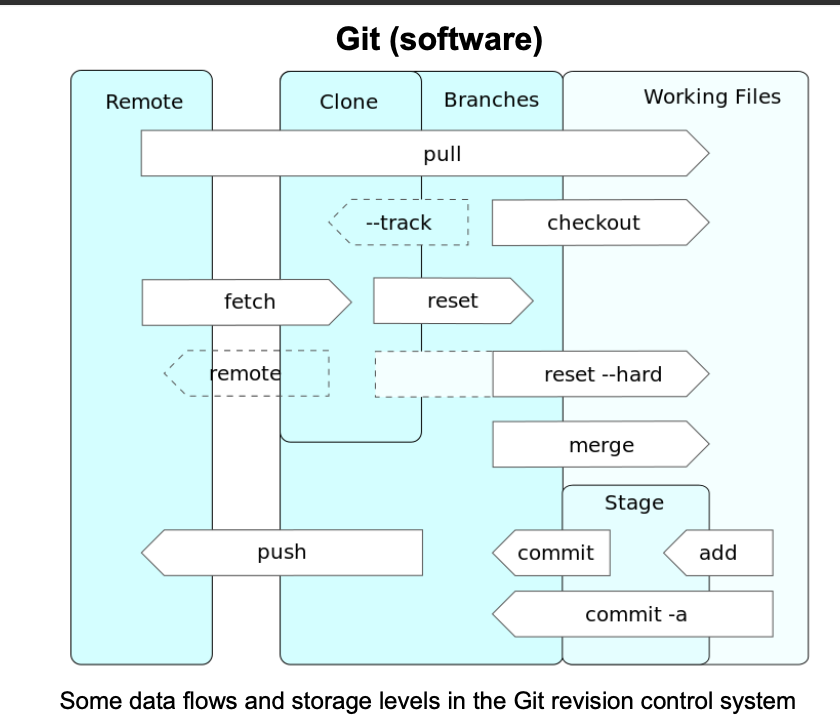 Git (software)
Remote
Clone
Branches
Working Files
pull
--track
checkout
fetch
reset
remote
reset --hard
merge
Stage
push
commit
add
commit -a
Some data flows and storage levels in the Git revision control system